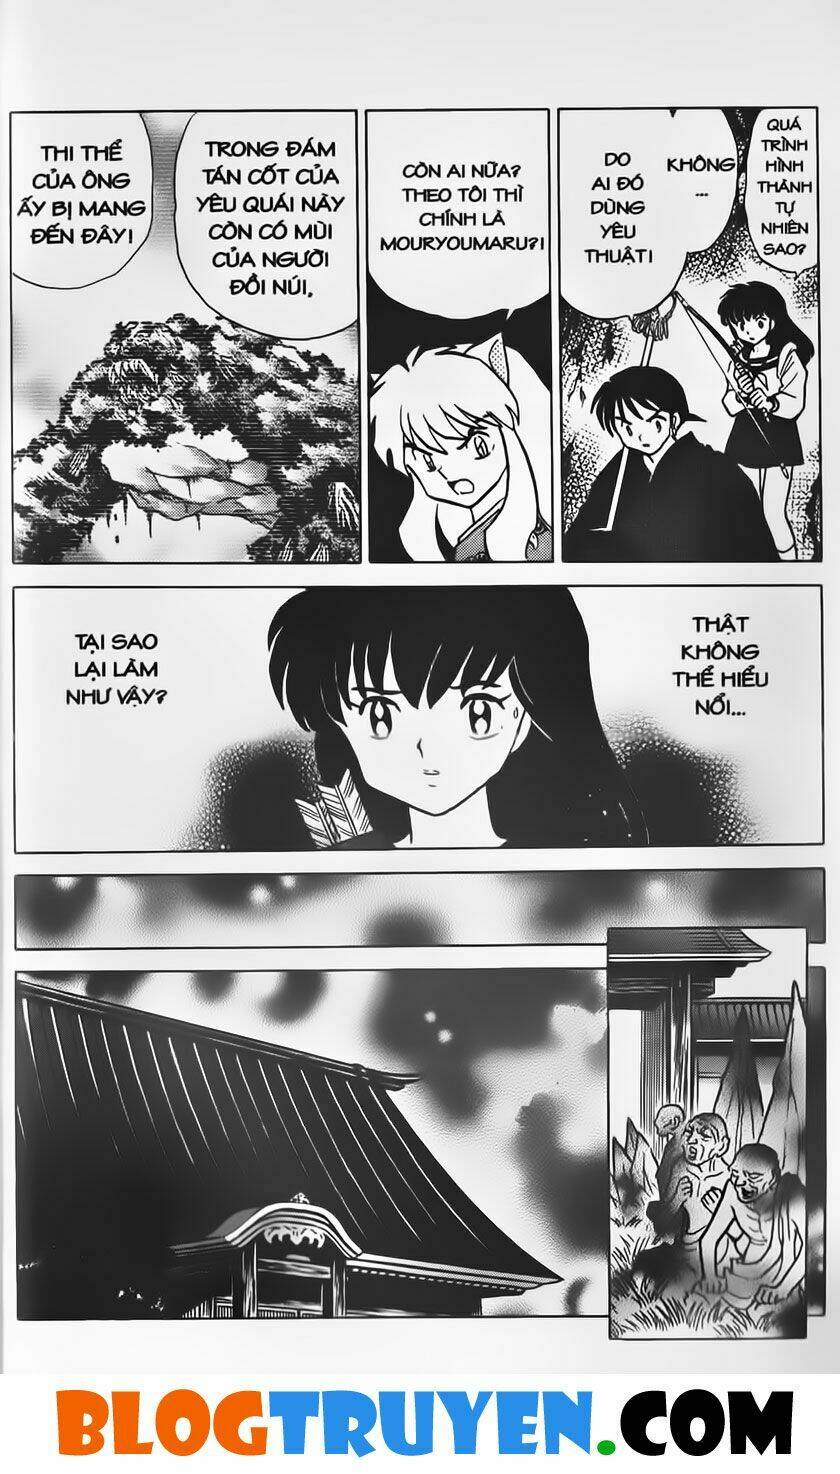 QUÁ
TRÌNH
HÌNH
THÀNH
TỰ
NHIÊN
SAO?
KHÔNG
...
DO
AI ĐÓ
DÙNG
YÊU
THUẬT!
CÒN AI NỮA?
THEO TÔI THÌ
CHÍNH LÀ
MOURYOUMARU?!
TRONG ĐÁM
TÁN CỐT CỦA
YÊU QUÁI NÀY
CÒN CÓ MÙI
CỦA NGƯỜI
ĐỒI NÚI,
THI THỂ
CỦA ÔNG
ẤY BỊ MANG
ĐẾN ĐÂY!
THẬT
KHÔNG
THỂ HIỂU
NỔI...
TẠI SAO
LẠI LÀM
NHƯ VẬY?
BLOGTRUYEN.COM